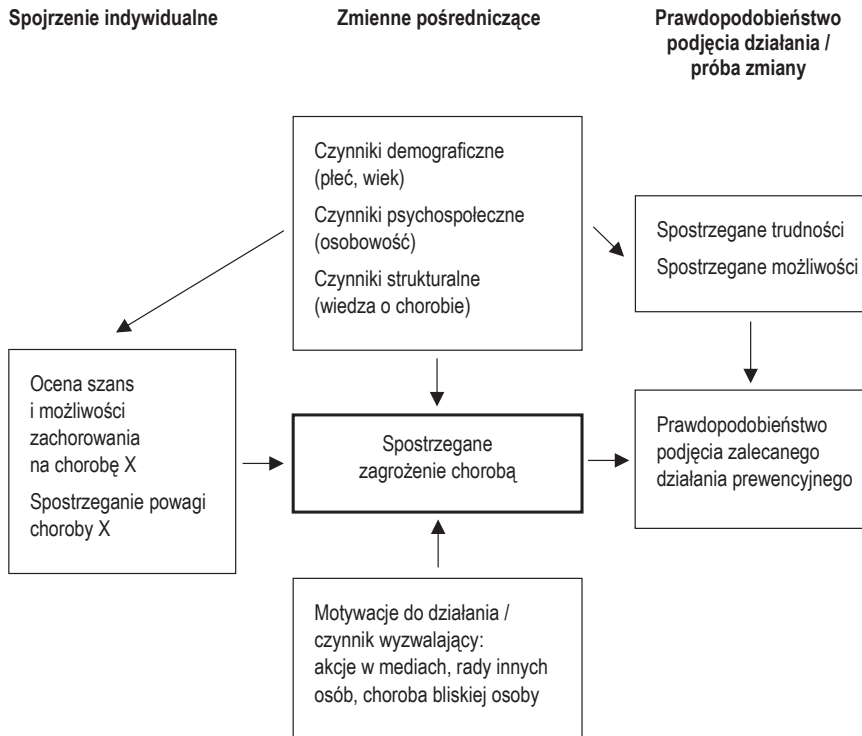 Spojrzenie indywidualne
Zmienne pośredniczące
Prawdopodobieństwo
podjęcia działania /
próba zmiany
Czynniki demograficzne
(płeć, wiek)
Czynniki psychospołeczne
(osobowość)
Czynniki strukturalne
(wiedza o chorobie)
Spostrzegane trudności
Spostrzegane możliwości
Ocena szans
i możliwości
zachorowania
na chorobę X
Spostrzeganie powagi
choroby X
Spostrzegane
zagrożenie chorobą
Prawdopodobieństwo
podjęcia zalecanego
działania prewencyjnego
Motywacje do działania /
czynnik wyzwalający:
akcje w mediach, rady innych
osób, choroba bliskiej osoby